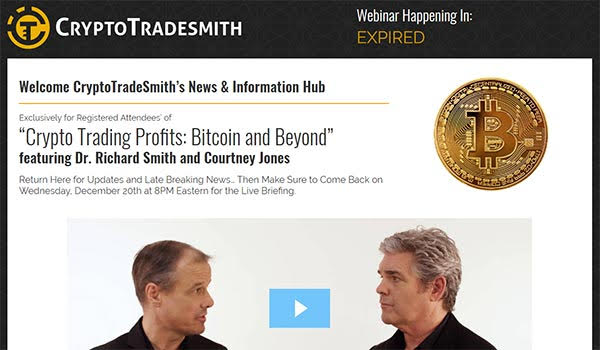 CRYPTOTRADESMITH
Webinar Happening In:
EXPIRED
Welcome CryptoTradeSmith's News & Information Hub
Exclusively for Registered Attendees' of
“Crypto Trading Profits: Bitcoin and Beyond”
featuring Dr. Richard Smith and Courtney Jones
Return Here for Updates and Late Breaking News... Then Make Sure to Come Back on
Wednesday, December 20th at 8PM Eastern for the Live Briefing.